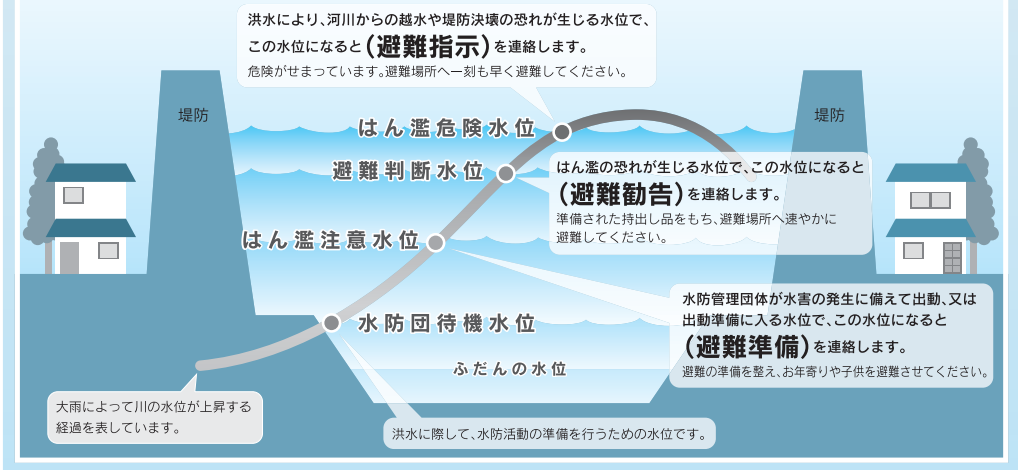 洪水により、河川からの越水や堤防決壊の恐れが生じる水位で、
この水位になると(避難指示)を連絡します。
危険がせまっています。避難場所へ一刻も早く避難してください。
堤防
堤防
はん濫危険水位
避難判断水位
はん濫の恐れが生じる水位で、この水位になると
(避難勧告)を連絡します。
準備された持出し品をもち、避難場所へ速やかに
避難してください。
はん濫注意水位
水防管理団体が水害の発生に備えて出動、又は
出動準備に入る水位で、この水位になると
(避難準備)を連絡します。
避難の準備を整え、お年寄りや子供を避難させてください。
水防団待機水位
ふだんの水位
大雨によって川の水位が上昇する
経過を表しています。
洪水に際して、水防活動の準備を行うための水位です。